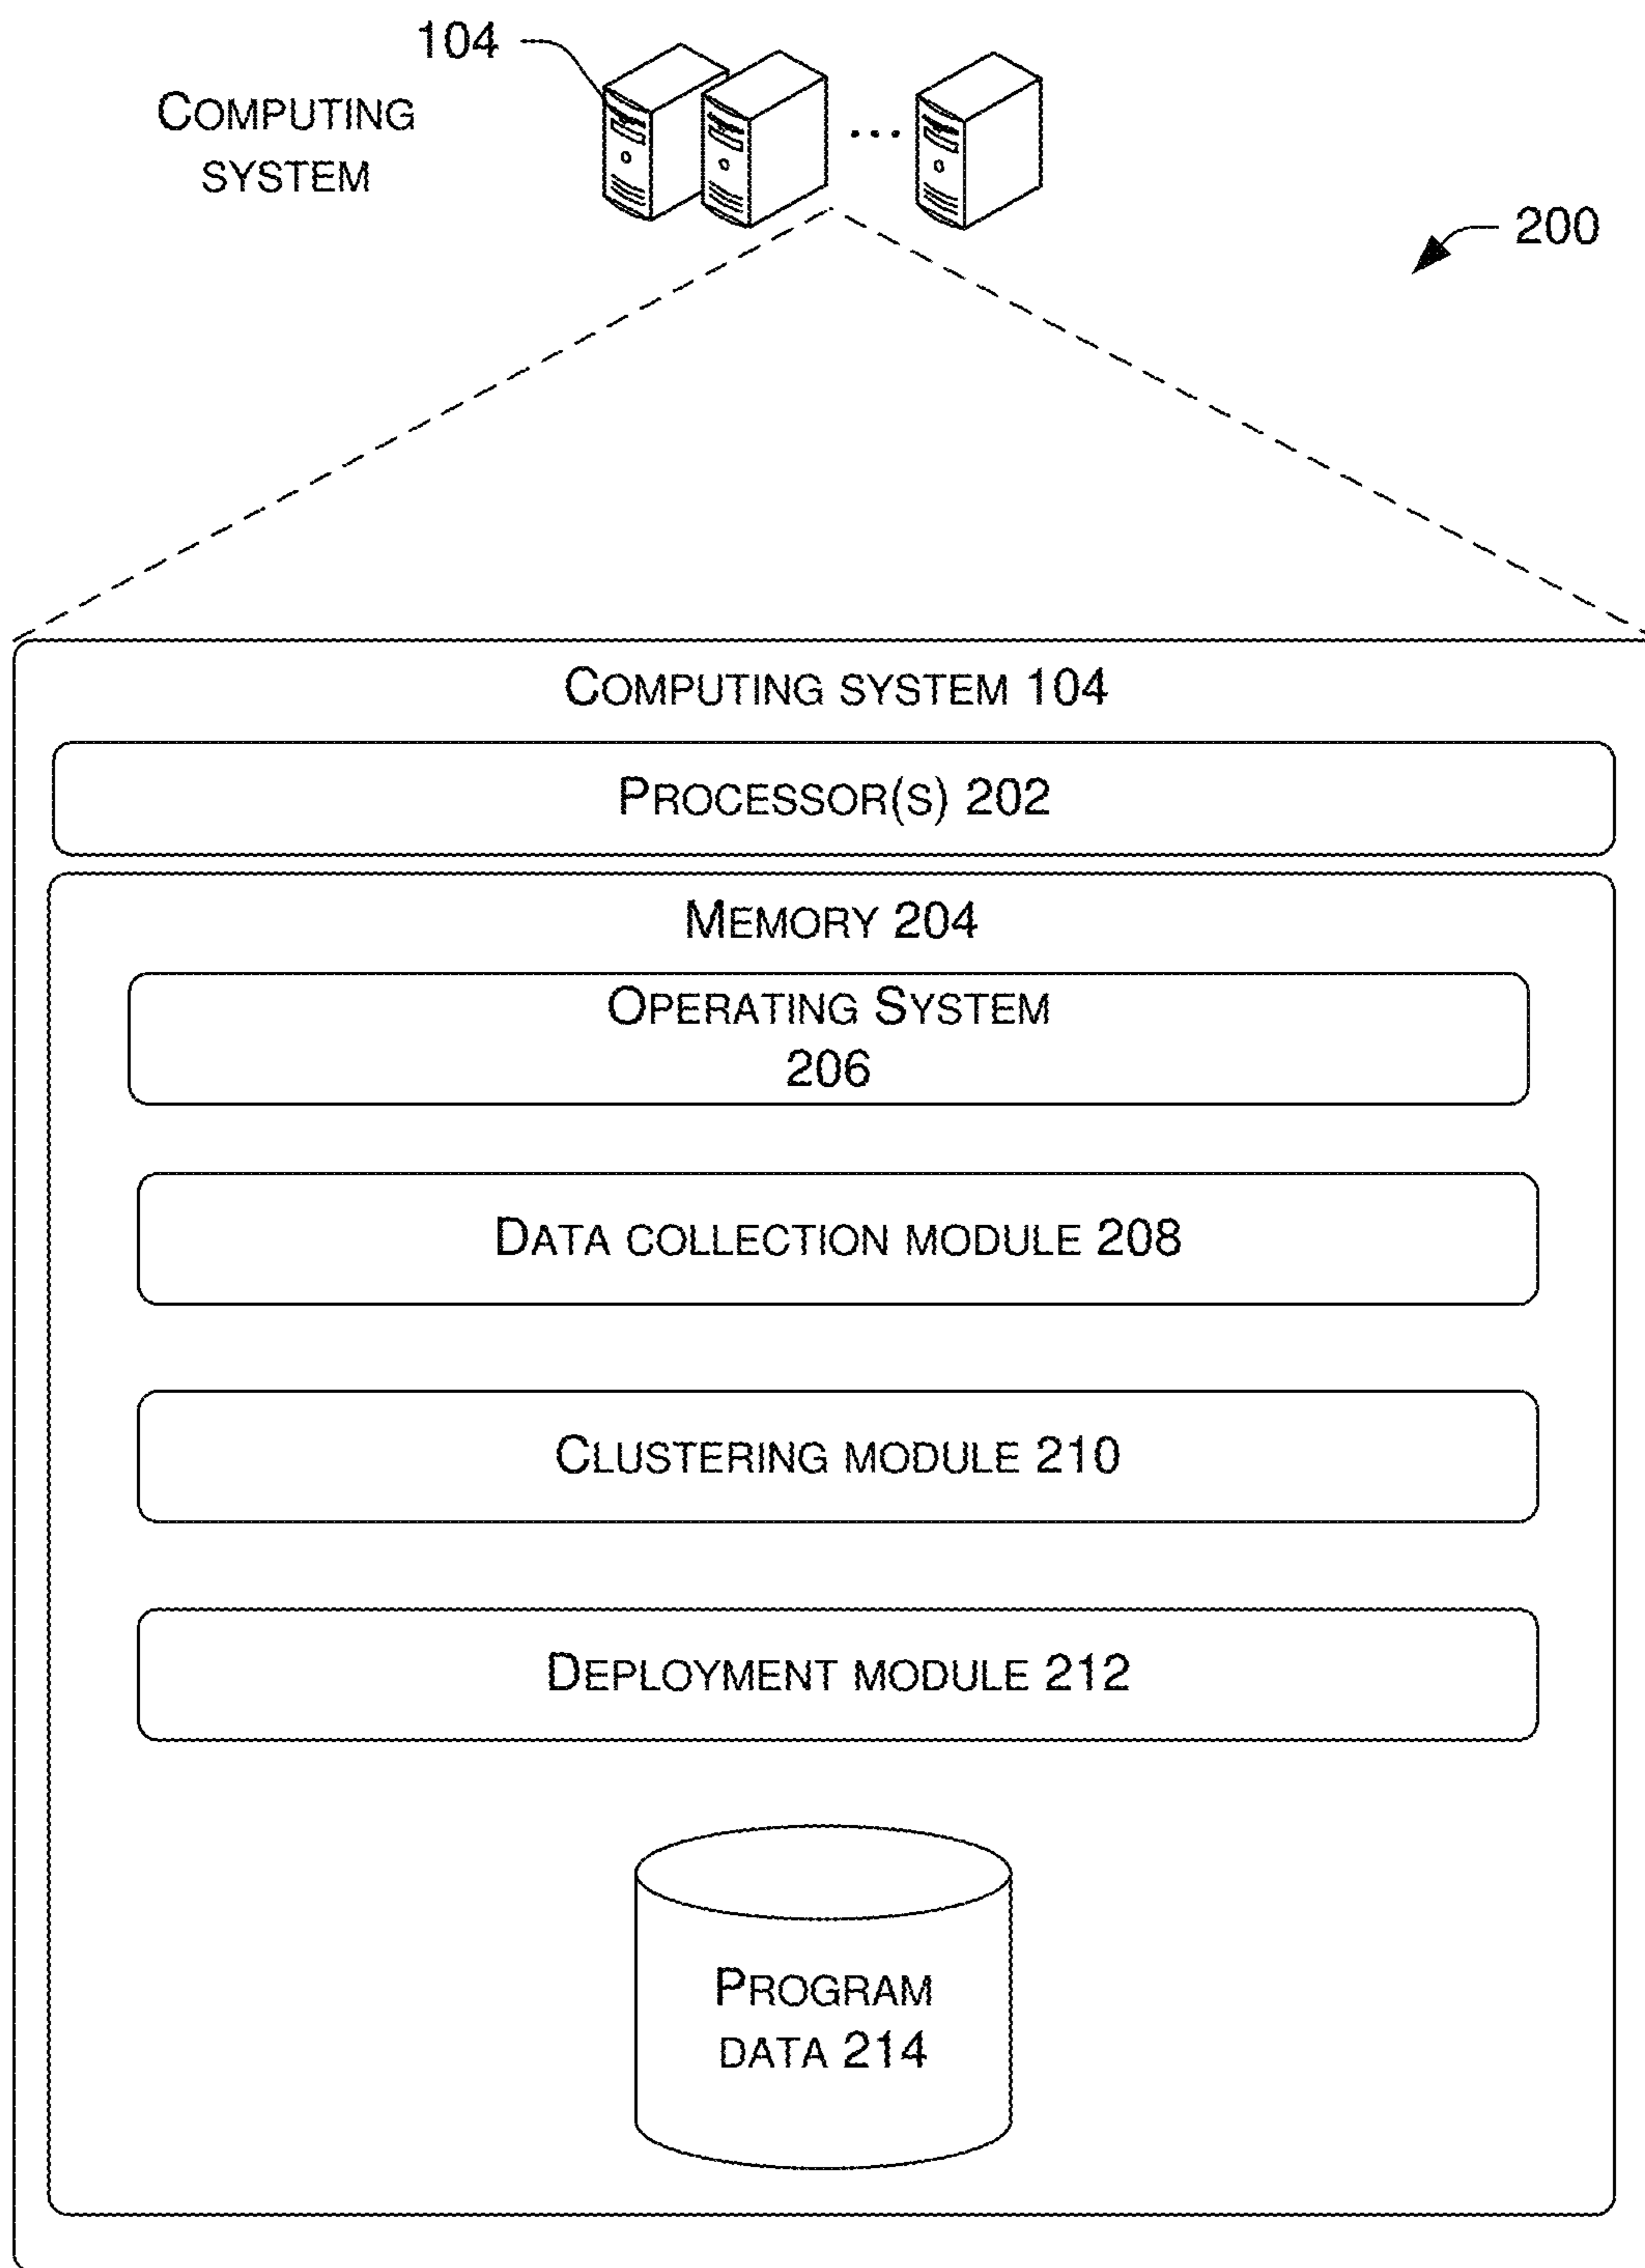 104
COMPUTING
SYSTEM
...
200
COMPUTING SYSTEM 104
PROCESSOR(S) 202
MEMORY 204
OPERATING SYSTEM
206
DATA COLLECTION MODULE 208
CLUSTERING MODULE 210
DEPLOYMENT MODULE 212
PROGRAM
DATA 214